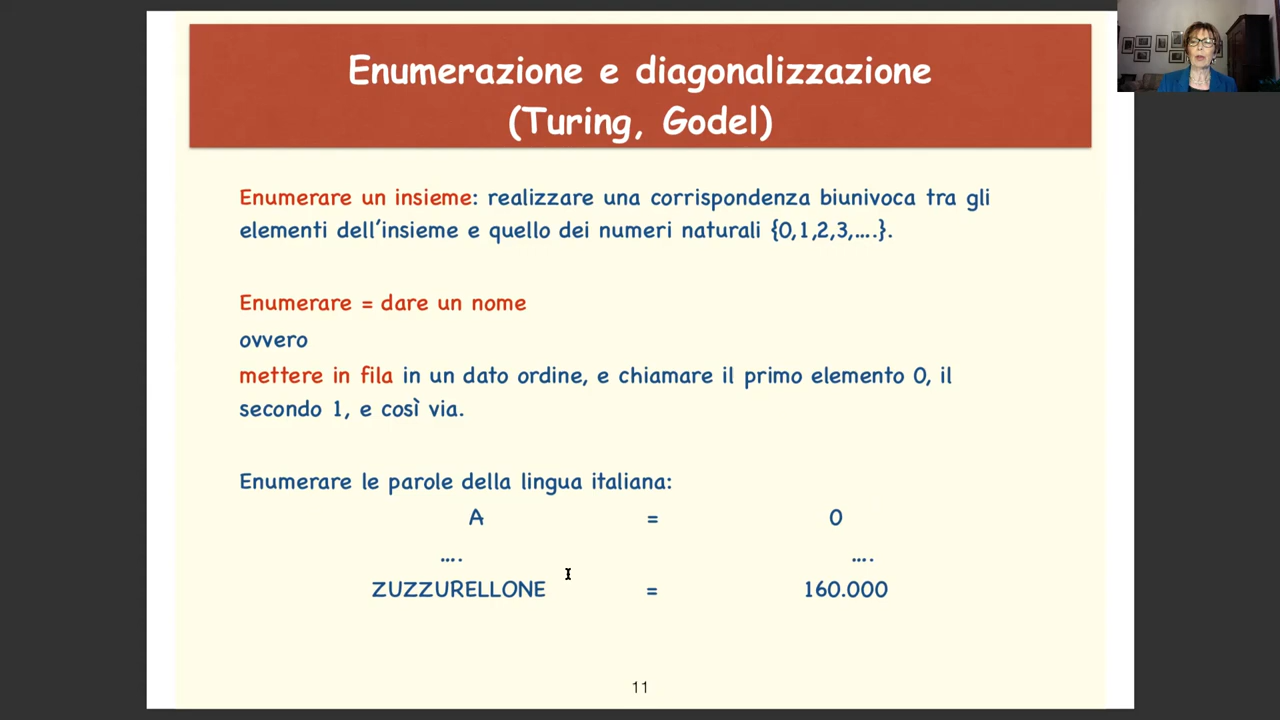 Enumerazione e diagonalizzazione
(Turing, Godel)
Enumerare un insieme: realizzare una corrispondenza biunivoca tra gli
elementi dell'insieme e quello dei numeri naturali {0,1,2,3,….}.
Enumerare = dare un nome
ovvero
mettere in fila in un dato ordine, e chiamare il primo elemento 0, il
secondo 1, e così via.
Enumerare le parole della lingua italiana:
A = 0
…. ….
ZUZZURELLONE = 160.000
11